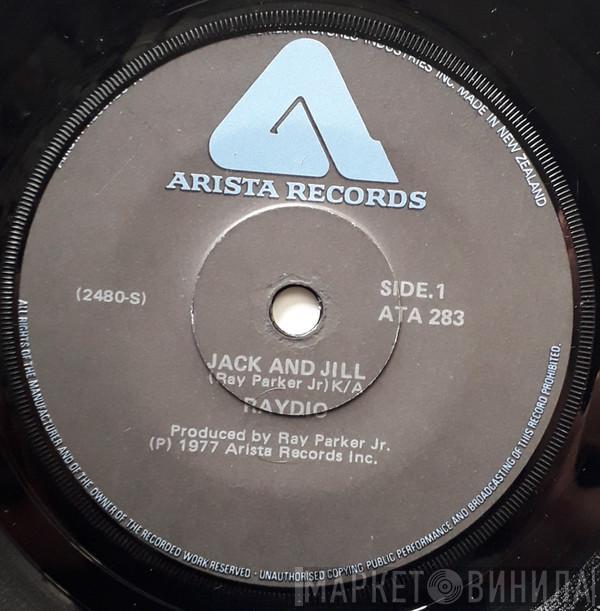 INDUSTRIES INC. MADE IN NEW ZEALAND
ARISTA RECORDS
(2480-S)
SIDE.1
ATA 283
JACK AND JILL
(Ray Parker Jr) K/A
RAYDIO
Produced by Ray Parker Jr.
(P) 1977 Arista Records Inc.
ALL RIGHTS OF THE MANUFACTURER AND OF THE OWNER OF THE RECORDED WORK RESERVED - UNAUTHORISED COPYING PUBLIC PERFORMANCE AND BROADCASTING OF THIS RECORD PROHIBITED.
МАРКЕТ ВИНИЛА